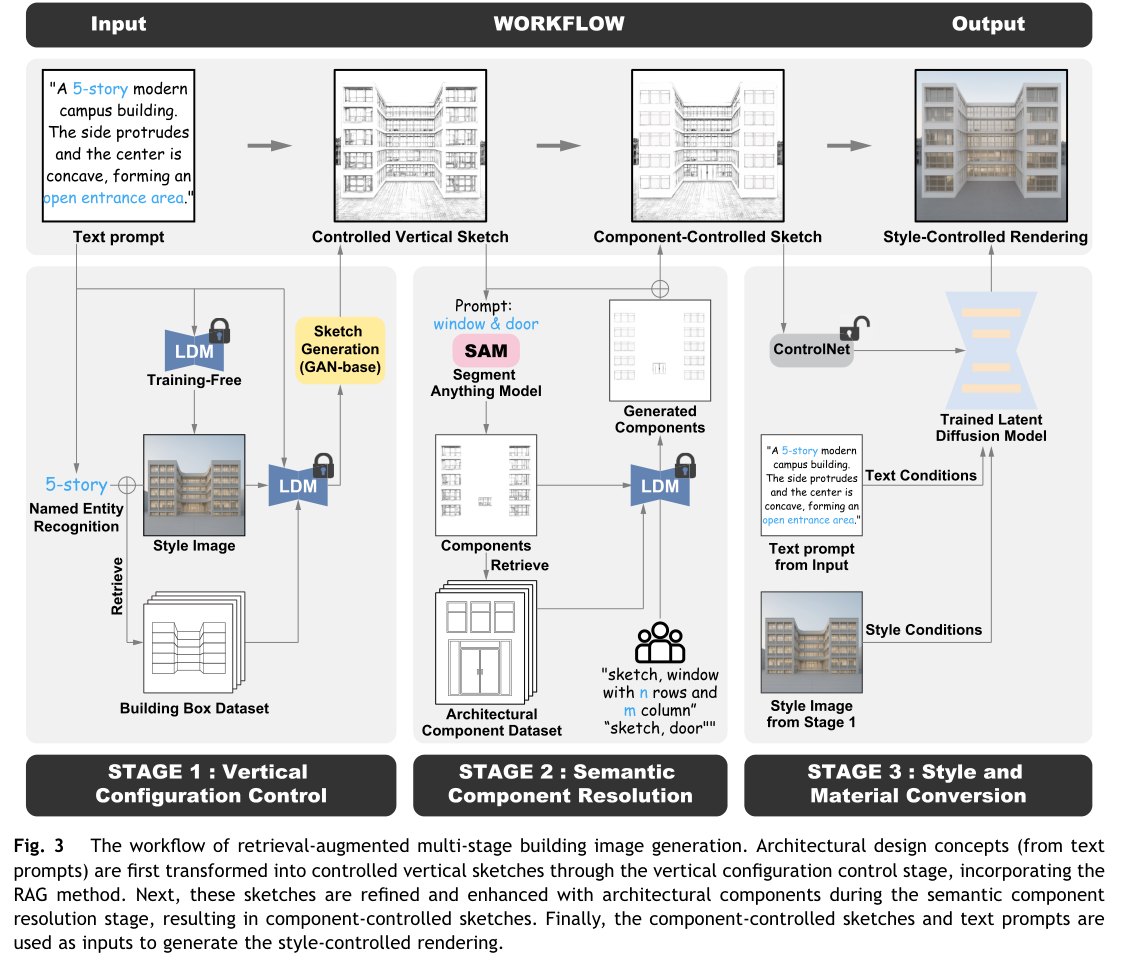 Input
WORKFLOW
Output
"A 5-story modern
campus building.
The side protrudes
and the center is
concave, forming an
open entrance area."
Text prompt
Controlled Vertical Sketch
Component-Controlled Sketch
Style-Controlled Rendering
LDM
Training-Free
Sketch
Generation
(GAN-base)
5-story
Named Entity
Recognition
Style Image
LDM
Retrieve
Building Box Dataset
Prompt:
window & door
SAM
Segment
Anything Model
Generated
Components
LDM
Components
Retrieve
Architectural
Component Dataset
"sketch, window
with n rows and
m column”
“sketch, door""
ControlNet
Trained Latent
Diffusion Model
"A 5-story modern
campus building.
The side protrudes
and the center is
concave, forming an
open entrance area."
Text Conditions
Text prompt
from Input
Style Conditions
Style Image
from Stage 1
STAGE 1 : Vertical
Configuration Control
STAGE 2 : Semantic
Component Resolution
STAGE 3 : Style and
Material Conversion
Fig. 3 The workflow of retrieval-augmented multi-stage building image generation. Architectural design concepts (from text
prompts) are first transformed into controlled vertical sketches through the vertical configuration control stage, incorporating the
RAG method. Next, these sketches are refined and enhanced with architectural components during the semantic component
resolution stage, resulting in component-controlled sketches. Finally, the component-controlled sketches and text prompts are
used as inputs to generate the style-controlled rendering.